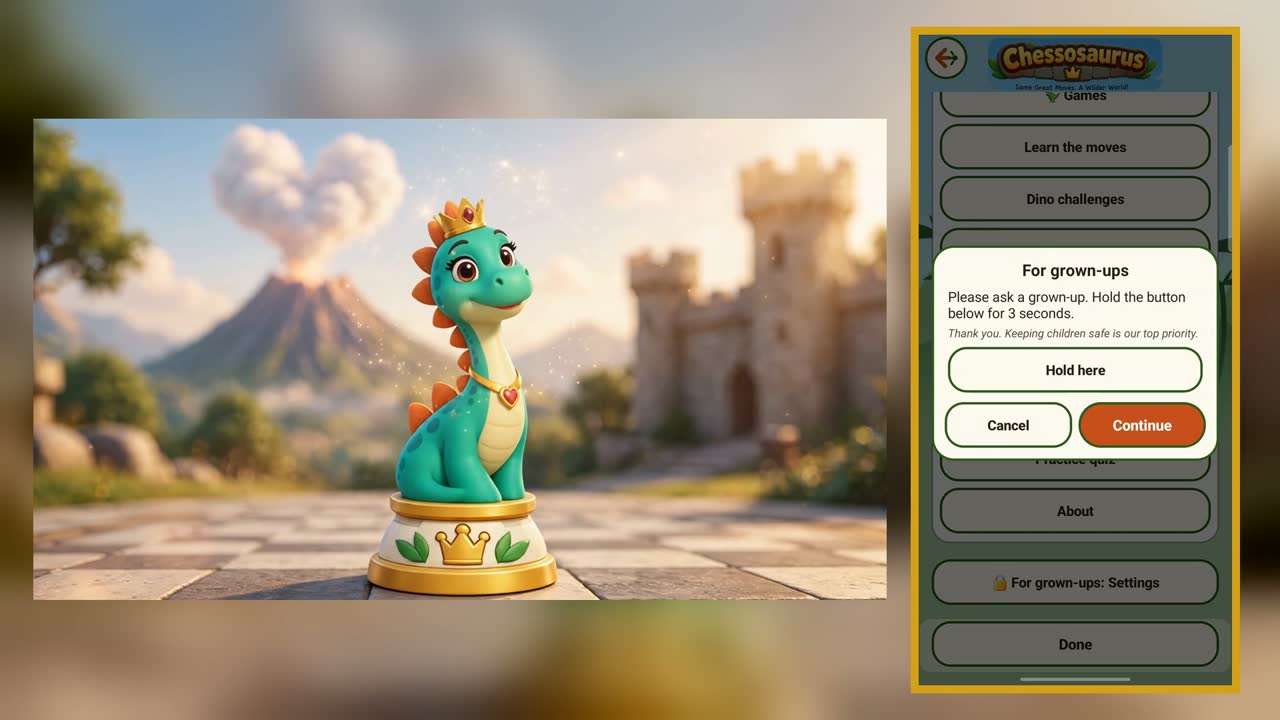 Chessosaurus
Some Great Moves. A Wilder World!
Games
Learn the moves
Dino challenges
For grown-ups
Please ask a grown-up. Hold the button
below for 3 seconds.
Thank you. Keeping children safe is our top priority.
Hold here
Cancel
Continue
Practice quiz
About
For grown-ups: Settings
Done